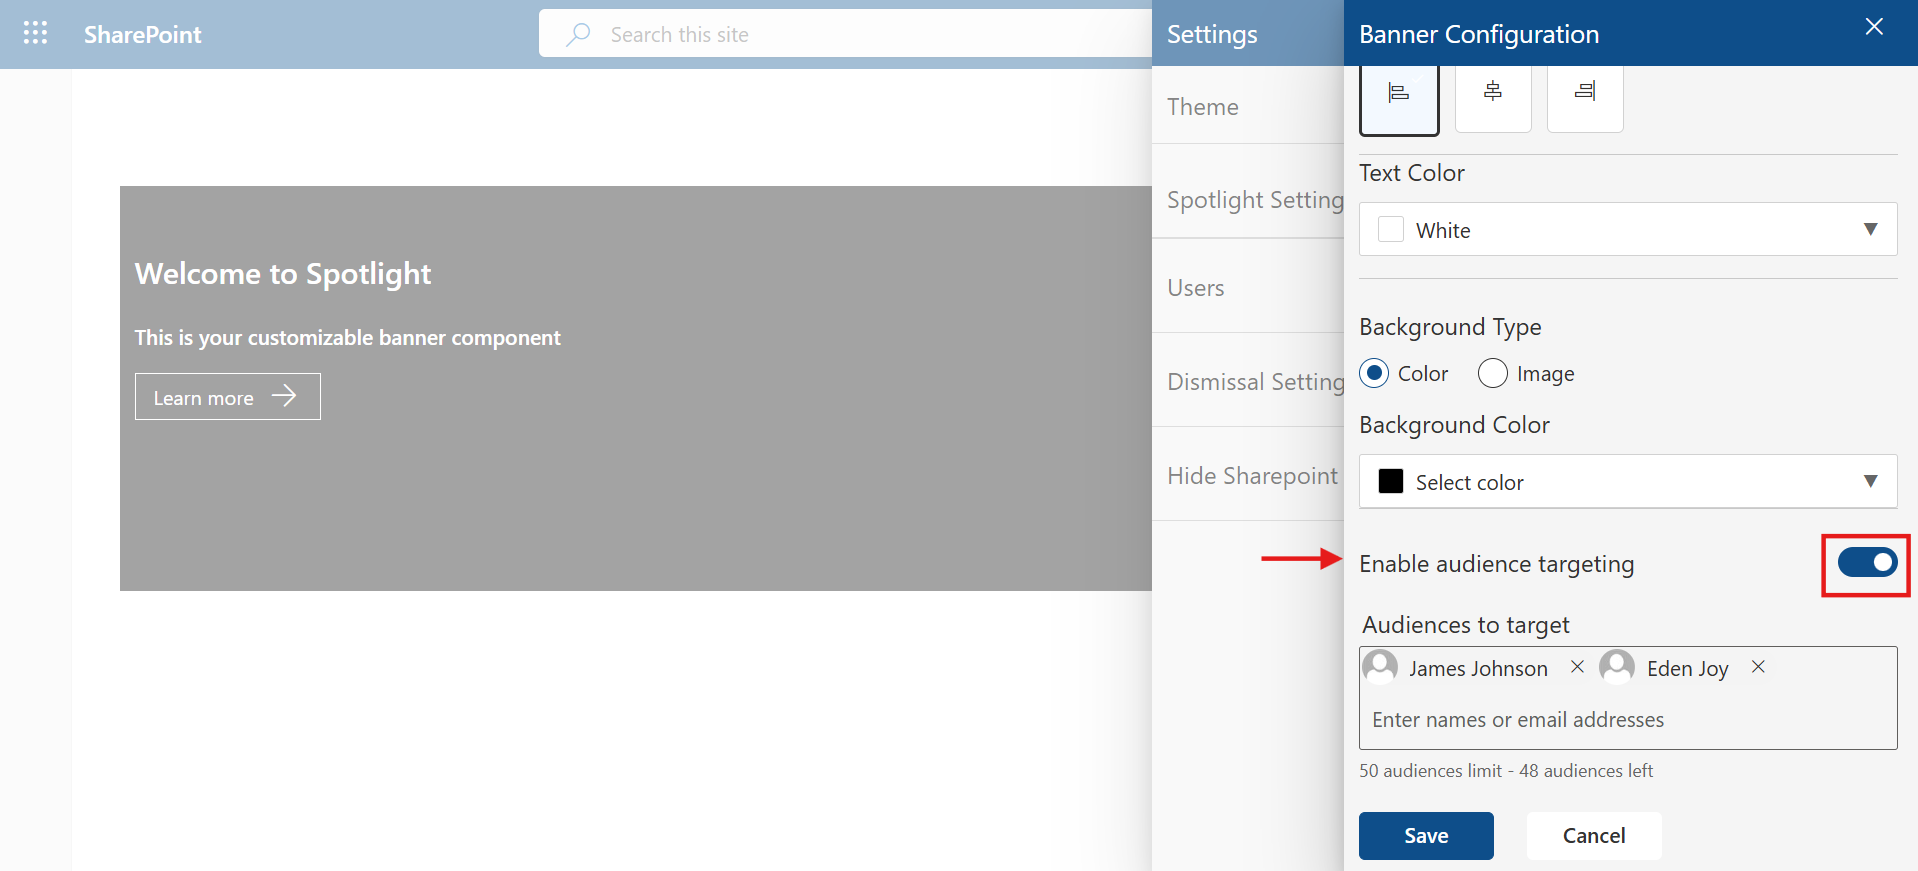 SharePoint
Search this site
Settings
Banner Configuration
Theme
Spotlight Setting
Users
Dismissal Setting
Hide Sharepoint
Welcome to Spotlight
This is your customizable banner component
Learn more
Text Color
White
Background Type
Color
Image
Background Color
Select color
Enable audience targeting
Audiences to target
James Johnson
Eden Joy
Enter names or email addresses
50 audiences limit - 48 audiences left
Save
Cancel